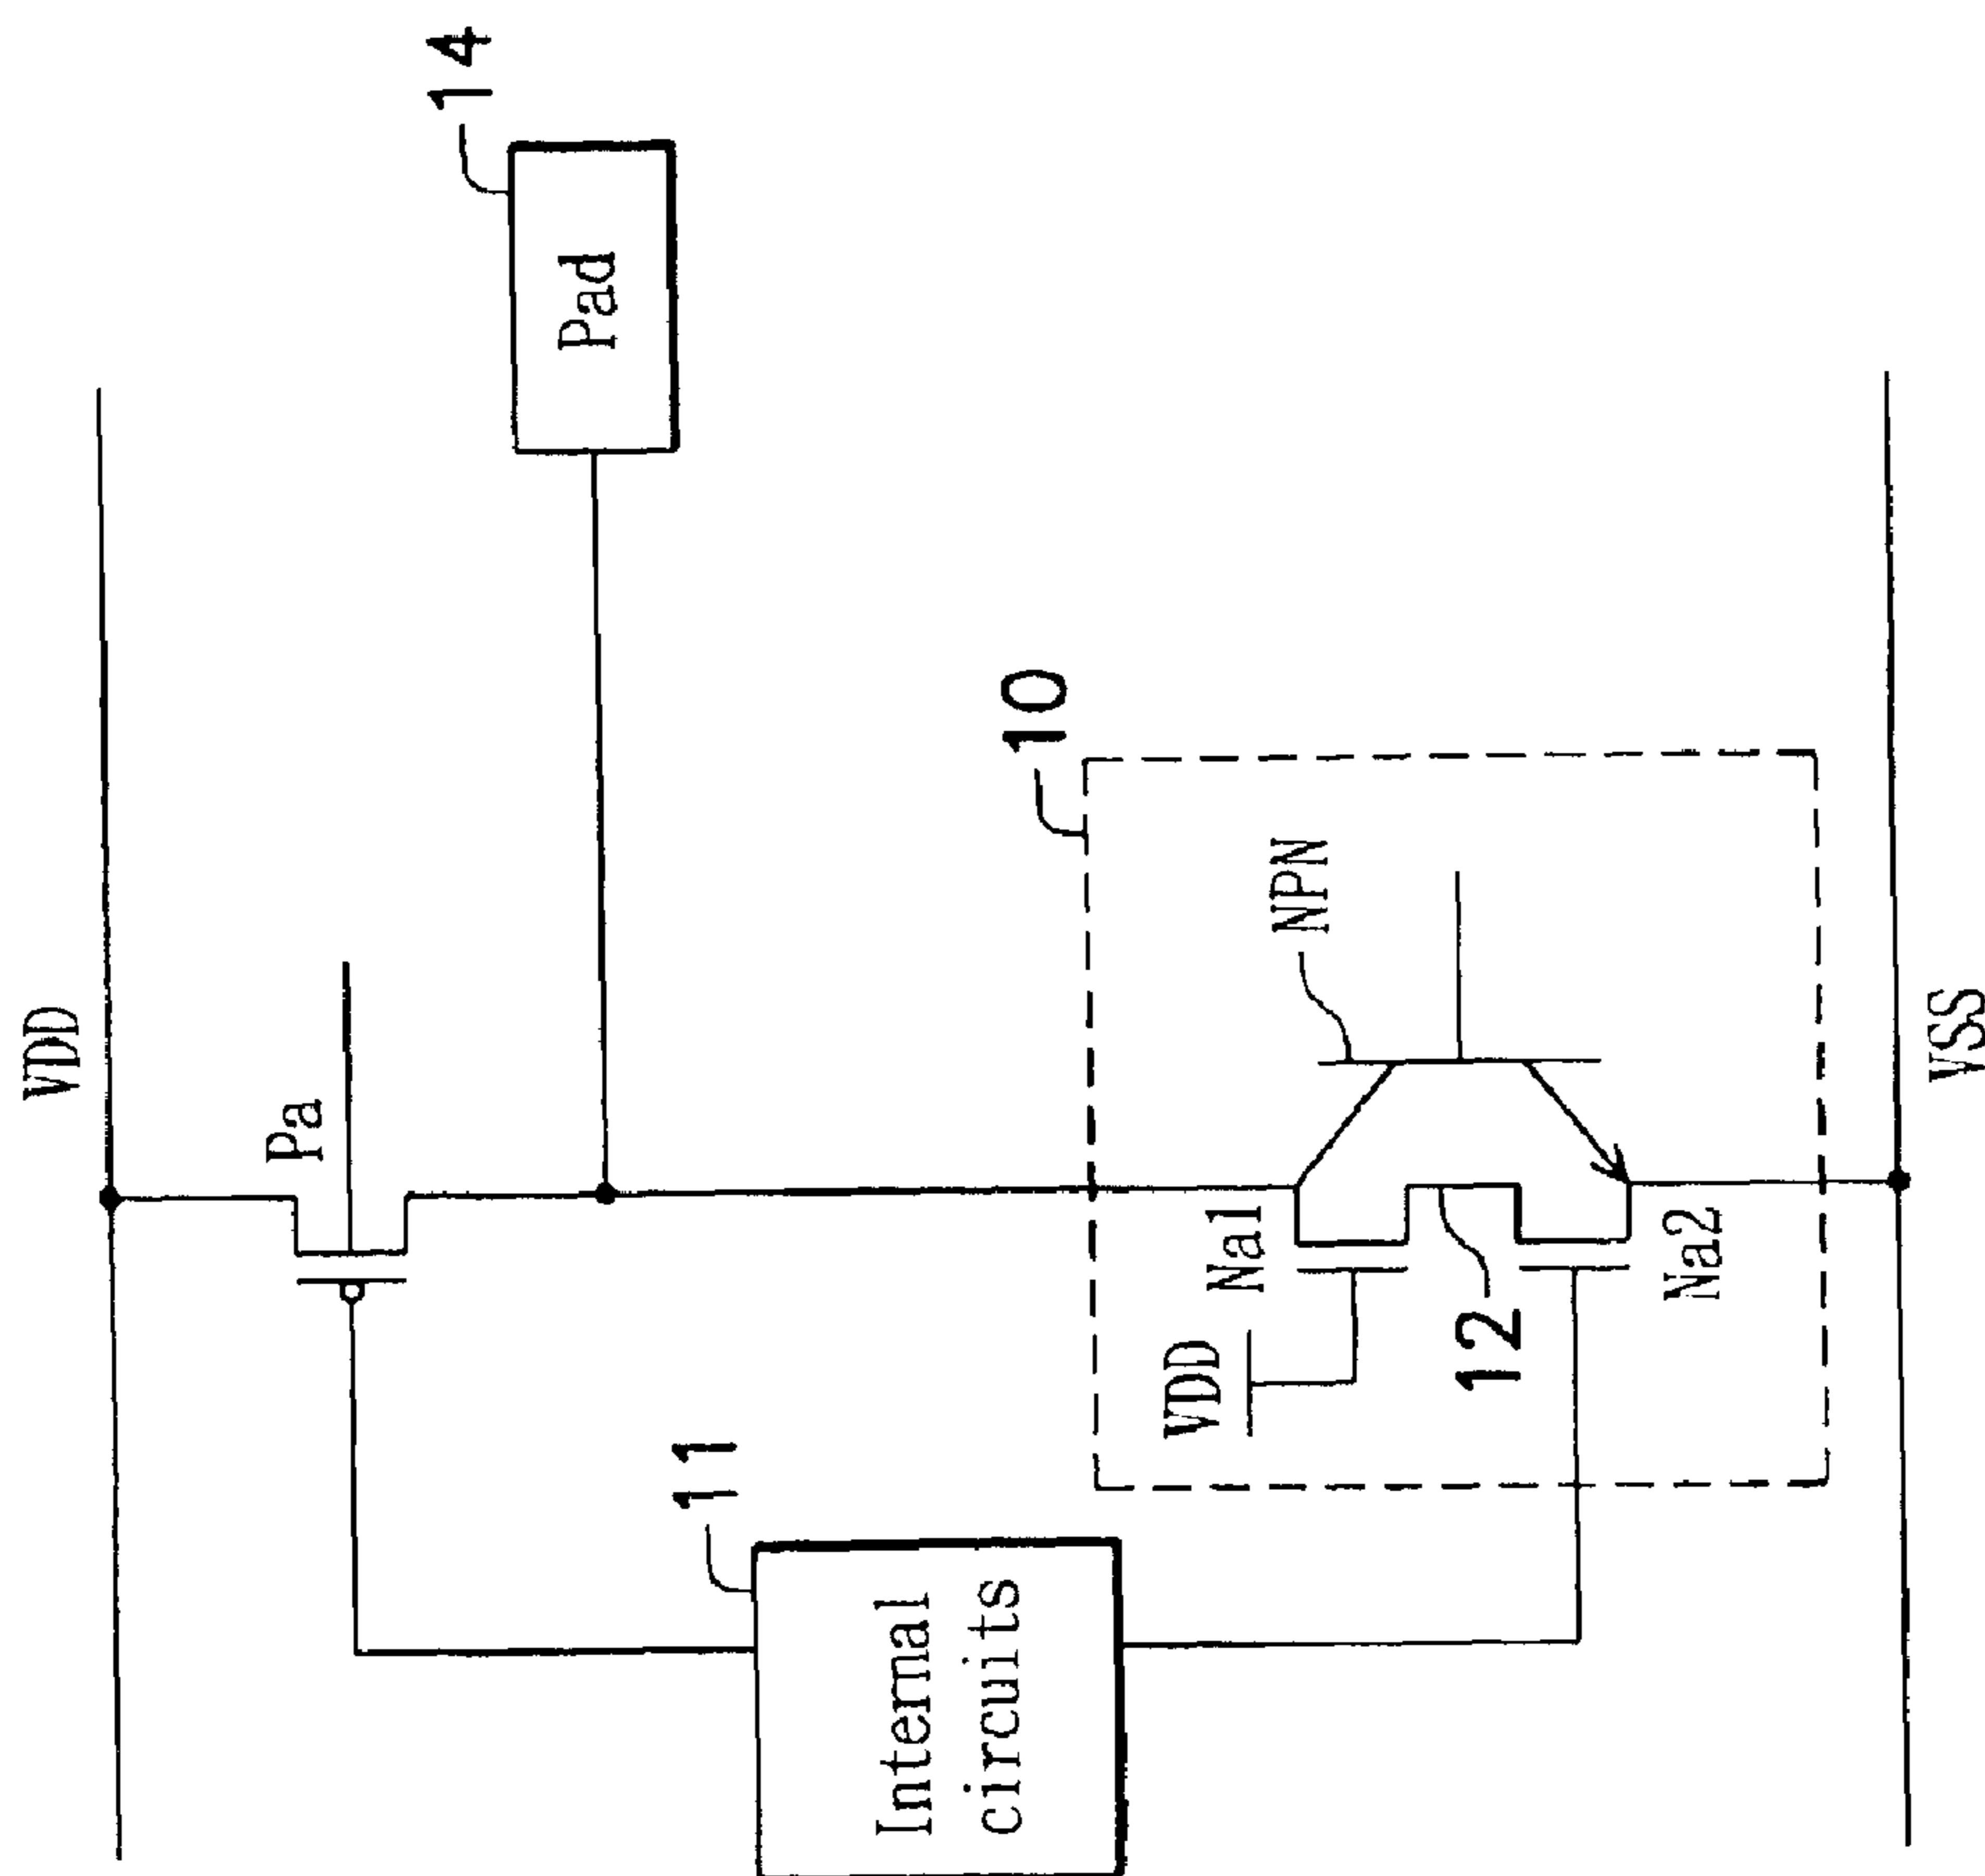 VDD
Pa
14
Pad
11
Internal
circuits
10
NPN
Na1
VDD
12
Na2
VSS